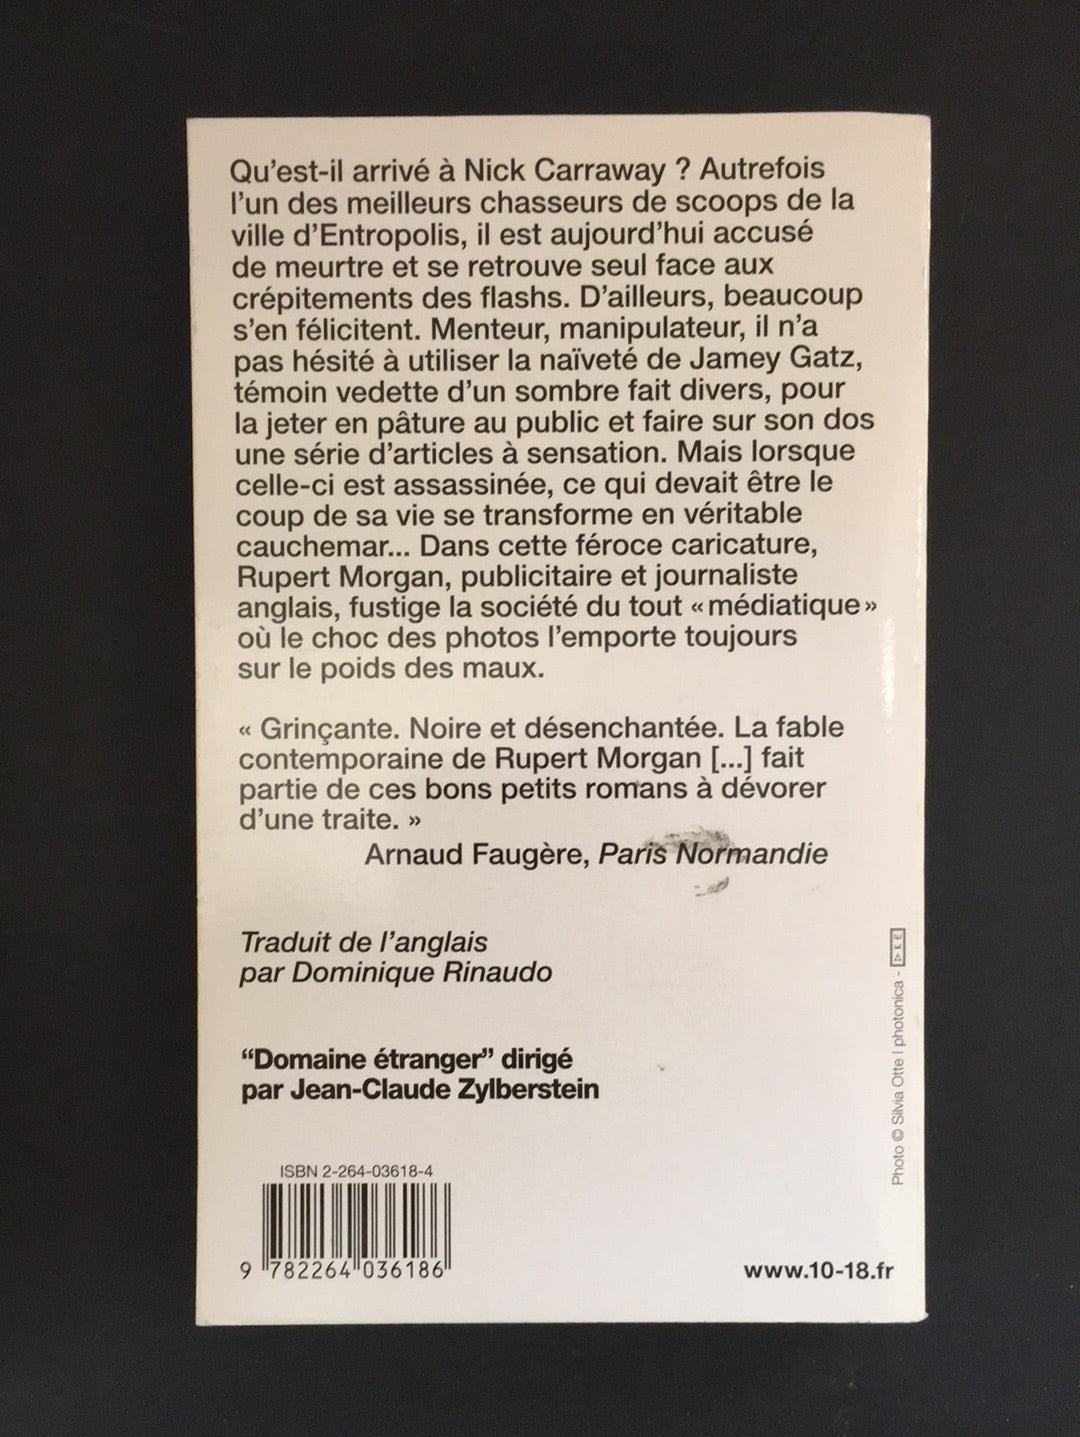 Qu'est-il arrivé à Nick Carraway ? Autrefois
l'un des meilleurs chasseurs de scoops de la
ville d'Entropolis, il est aujourd'hui accusé
de meurtre et se retrouve seul face aux
crépitements des flashs. D'ailleurs, beaucoup
s'en félicitent. Menteur, manipulateur, il n'a
pas hésité à utiliser la naïveté de Jamey Gatz,
témoin vedette d'un sombre fait divers, pour
la jeter en pâture au public et faire sur son dos
une série d'articles à sensation. Mais lorsque
celle-ci est assassinée, ce qui devait être le
coup de sa vie se transforme en véritable
cauchemar... Dans cette féroce caricature,
Rupert Morgan, publicitaire et journaliste
anglais, fustige la société du tout «médiatique»
où le choc des photos l'emporte toujours
sur le poids des maux.
« Grinçante. Noire et désenchantée. La fable
contemporaine de Rupert Morgan [...] fait
partie de ces bons petits romans à dévorer
d'une traite. »
Arnaud Faugère, Paris Normandie
Traduit de l'anglais
par Dominique Rinaudo
“Domaine étranger” dirigé
par Jean-Claude Zylberstein
ISBN 2-264-03618-4
9 782264 036186
www.10-18.fr
Photo © Silvia Otte | photonica -